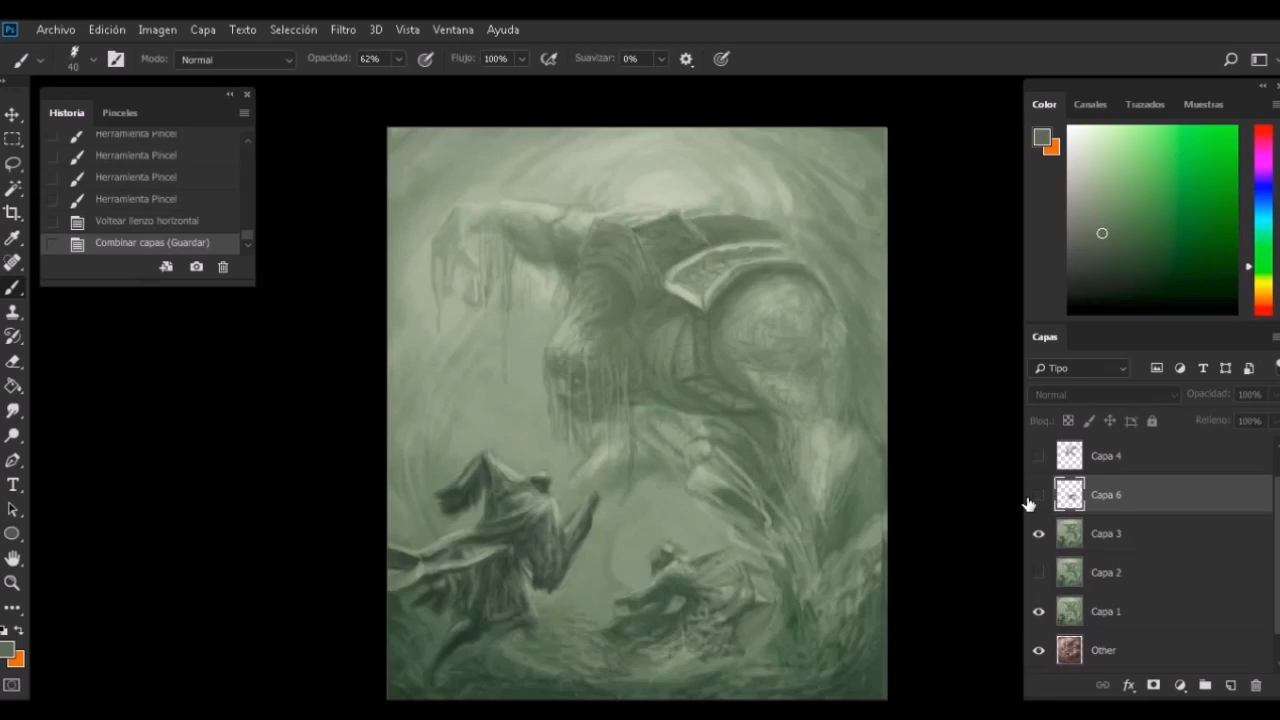 Ps Archivo Edición Imagen Capa Texto Selección Filtro 3D Vista Ventana Ayuda
40 Modo: Normal Opacidad: 62% Flujo: 100% Suavizar: 0%
Historia Pinceles
Herramienta Pincel
Herramienta Pincel
Herramienta Pincel
Herramienta Pincel
Voltear lienzo horizontal
Combinar capas (Guardar)
Color Canales Trazados Muestras
Capas
Tipo
Normal Opacidad: 100%
Bloq.: Relleno: 100%
Capa 4
Capa 6
Capa 3
Capa 2
Capa 1
Other